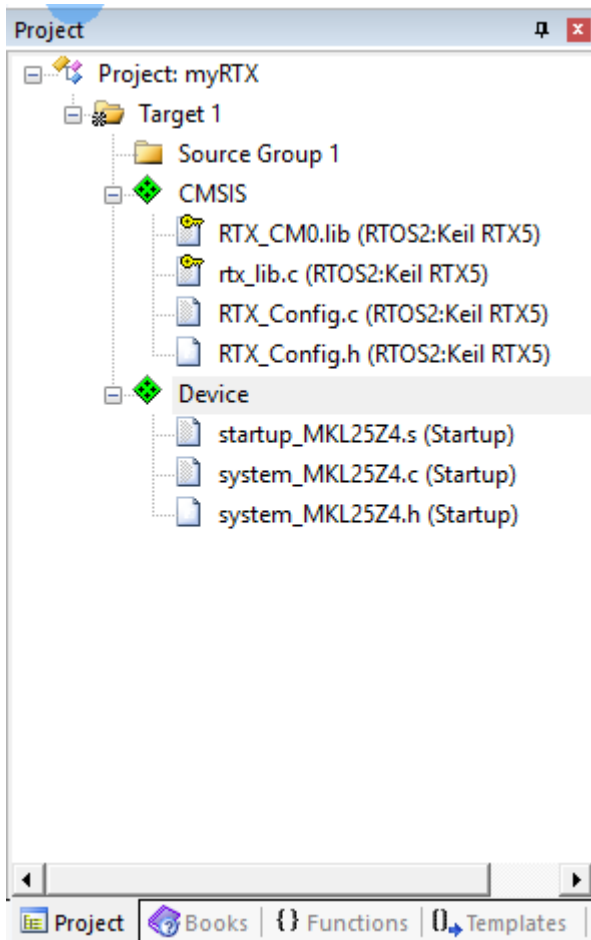 Project
Project: myRTX
Target 1
Source Group 1
CMSIS
RTX_CM0.lib (RTOS2:Keil RTX5)
rtx_lib.c (RTOS2:Keil RTX5)
RTX_Config.c (RTOS2:Keil RTX5)
RTX_Config.h (RTOS2:Keil RTX5)
Device
startup_MKL25Z4.s (Startup)
system_MKL25Z4.c (Startup)
system_MKL25Z4.h (Startup)
Project Books {} Functions 0 Templates